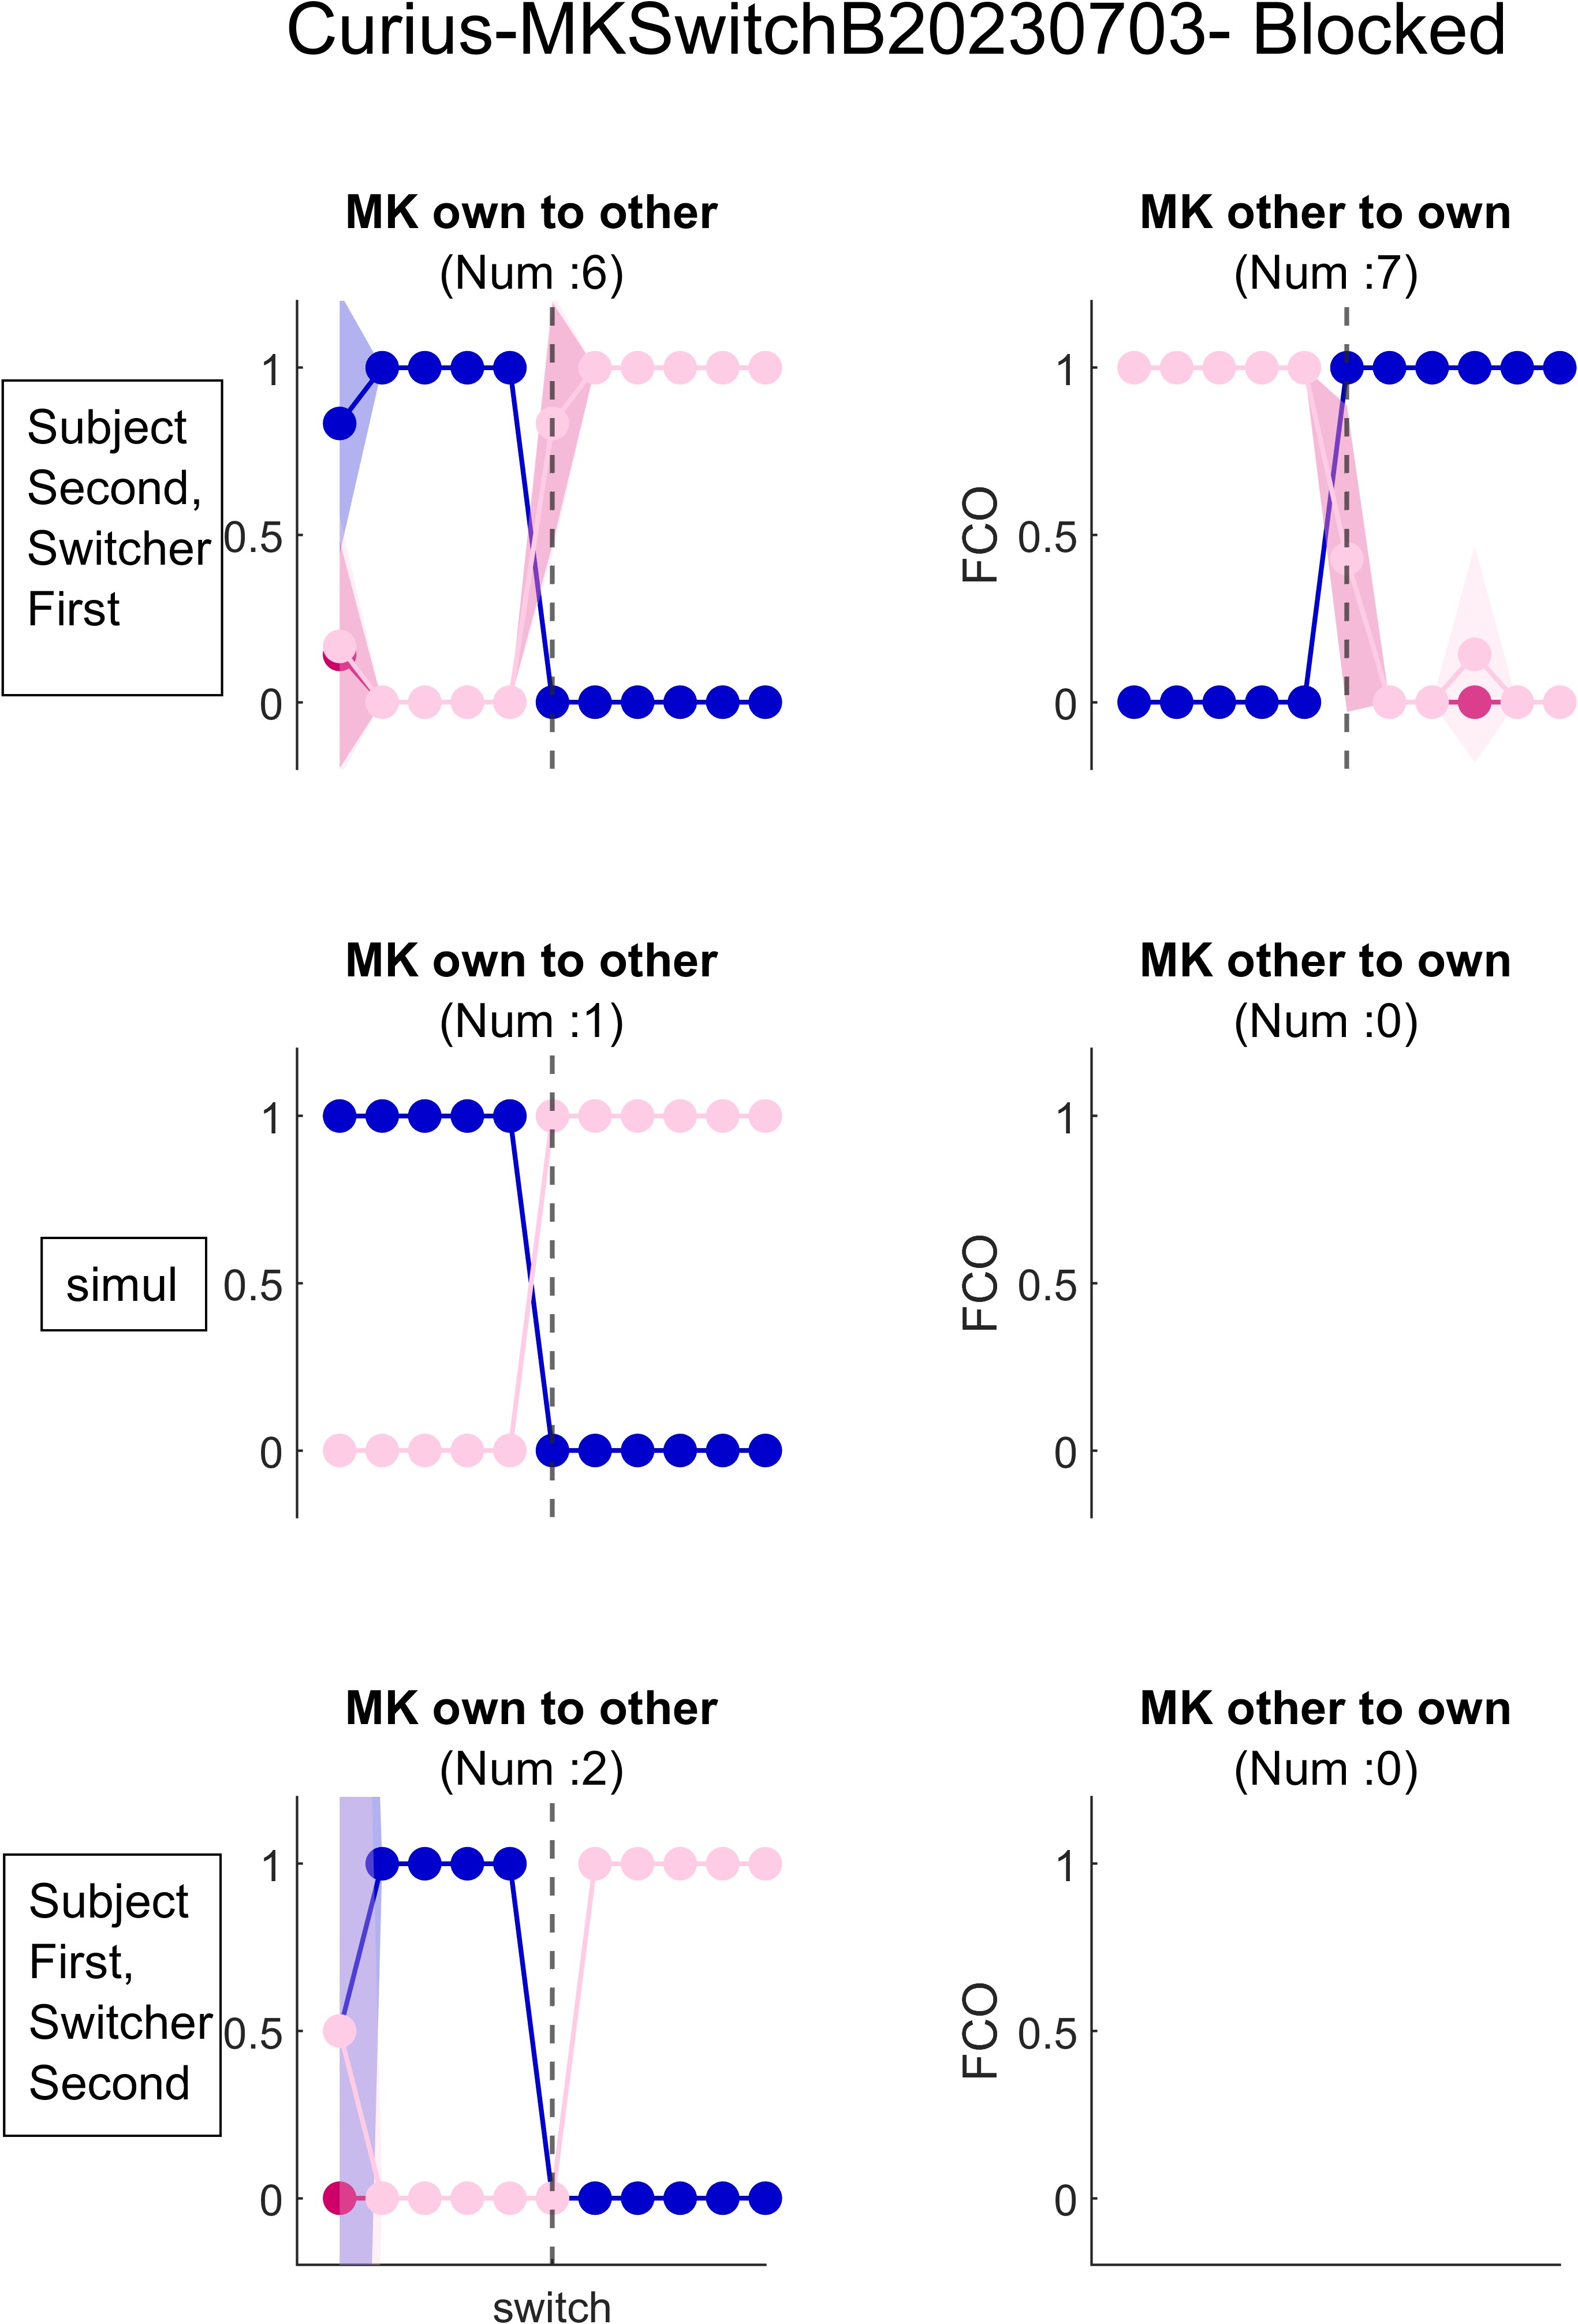 Curius-MKSwitchB20230703- Blocked
MK own to other
(Num :6)
MK other to own
(Num :7)
Subject
Second,
Switcher
First
1
0.5
0
FCO
1
0.5
0
MK own to other
(Num :1)
MK other to own
(Num :0)
simul
1
0.5
0
FCO
1
0.5
0
MK own to other
(Num :2)
MK other to own
(Num :0)
Subject
First,
Switcher
Second
1
0.5
0
switch
FCO
1
0.5
0